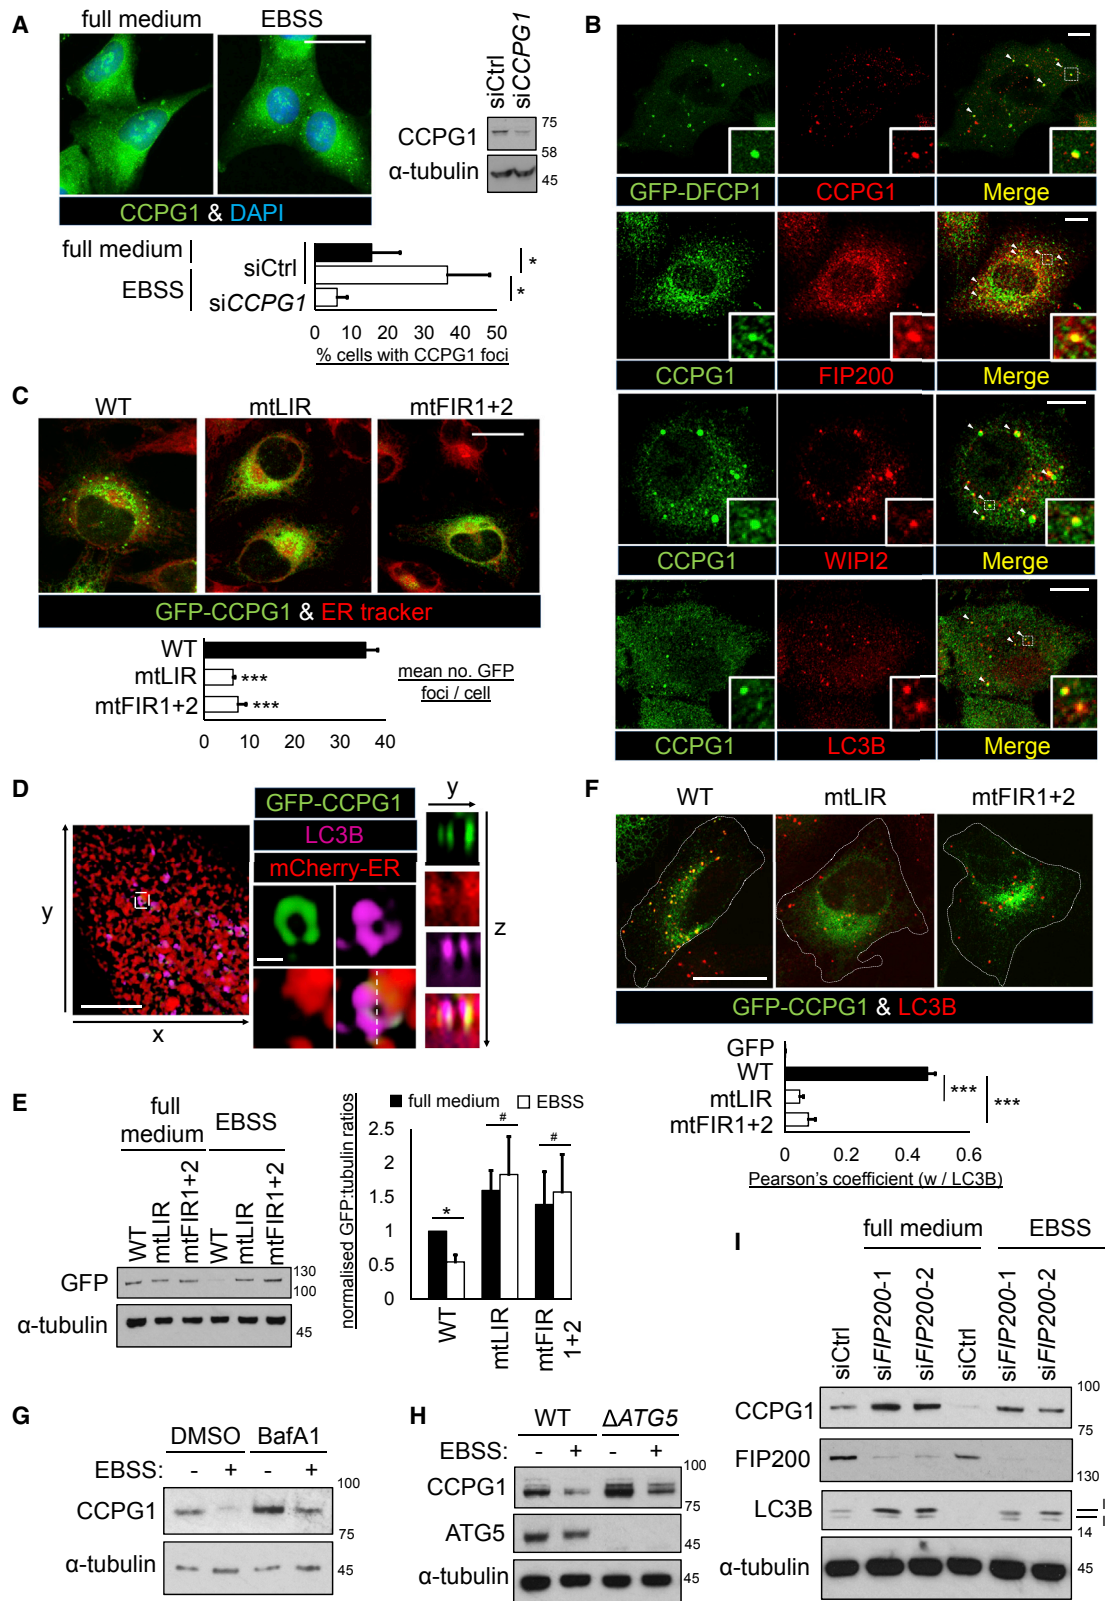 A
full medium
EBSS
CCPG1 & DAPI
siCtrl
siCCPG1
CCPG1
α-tubulin
75
58
45
full medium
EBSS
siCtrl
siCCPG1
*
*
0 10 20 30 40 50
% cells with CCPG1 foci
B
GFP-DFCP1
CCPG1
Merge
CCPG1
FIP200
Merge
CCPG1
WIPI2
Merge
CCPG1
LC3B
Merge
C
WT
mtLIR
mtFIR1+2
GFP-CCPG1 & ER tracker
WT
mtLIR
***
mtFIR1+2
***
mean no. GFP
foci / cell
0 10 20 30 40
D
y
x
GFP-CCPG1
LC3B
mCherry-ER
y
z
E
full
medium
EBSS
WT
mtLIR
mtFIR1+2
WT
mtLIR
mtFIR1+2
GFP
130
100
α-tubulin
45
normalised GFP:tubulin ratios
full medium
EBSS
2.5
2
1.5
1
0.5
0
*
#
#
WT
mtLIR
mtFIR
1+2
F
WT
mtLIR
mtFIR1+2
GFP-CCPG1 & LC3B
GFP
WT
mtLIR
mtFIR1+2
***
***
0 0.2 0.4 0.6
Pearson's coefficient (w / LC3B)
G
DMSO
BafA1
EBSS: - + - +
CCPG1
100
75
α-tubulin
45
H
WT
ΔATG5
EBSS: - + - +
CCPG1
100
75
ATG5
45
α-tubulin
45
I
full medium
EBSS
siCtrl
siFIP200-1
siFIP200-2
siCtrl
siFIP200-1
siFIP200-2
CCPG1
100
75
FIP200
130
LC3B
I
14
α-tubulin
45